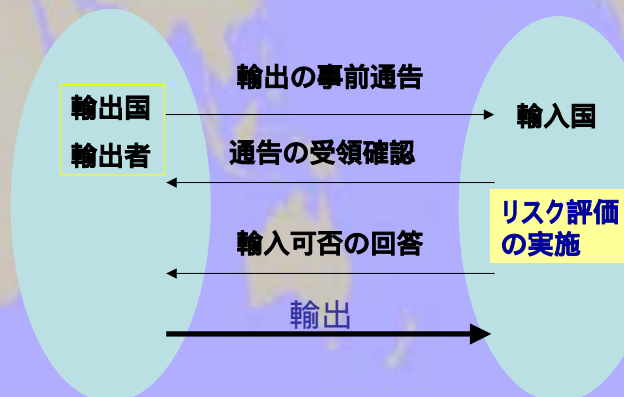 輸出の事前通告
輸出国
輸出者
輸入国
通告の受領確認
リスク評価
の実施
輸入可否の回答
輸出